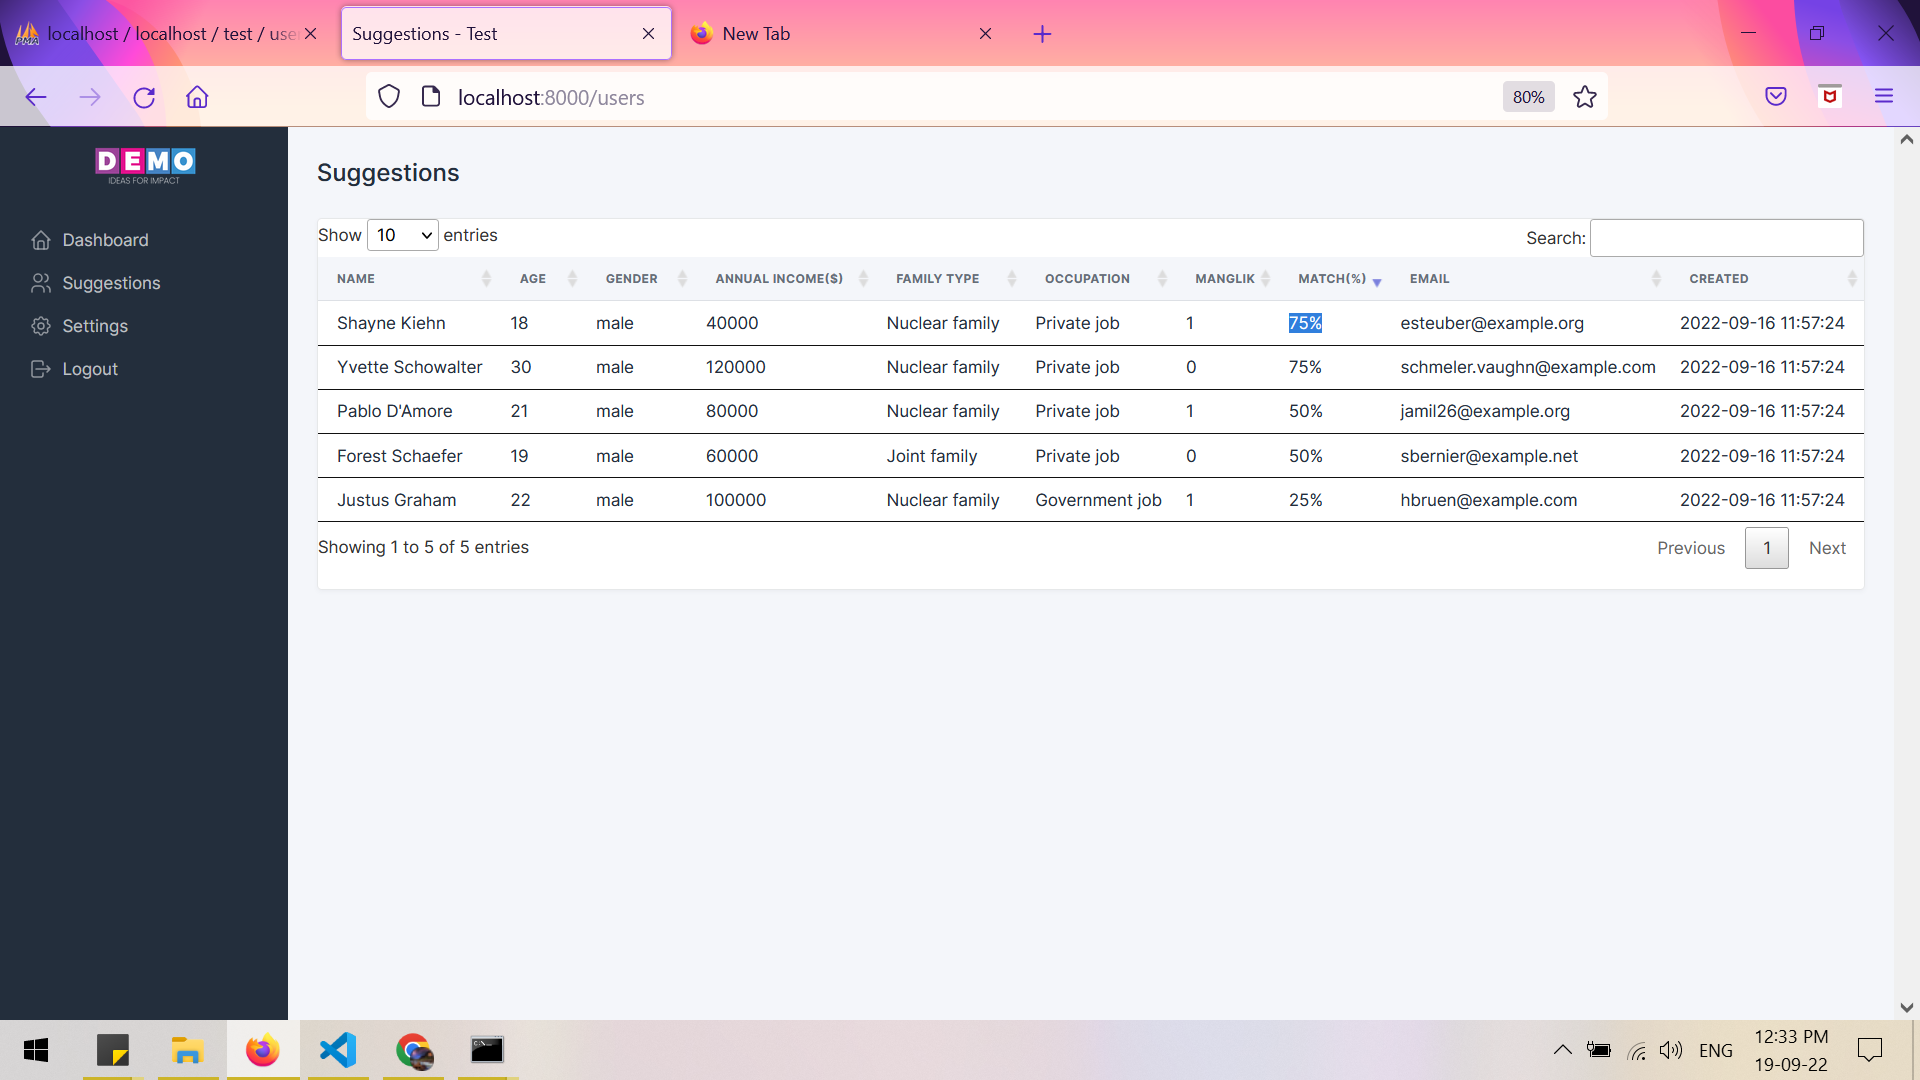 localhost / localhost / test / use
Suggestions - Test
New Tab
localhost:8000/users
80%
DEMO
IDEAS FOR IMPACT
Dashboard
Suggestions
Settings
Logout
Suggestions
Show 10 entries
Search:
NAME AGE GENDER ANNUAL INCOME($) FAMILY TYPE OCCUPATION MANGLIK MATCH(%) EMAIL CREATED
Shayne Kiehn 18 male 40000 Nuclear family Private job 1 75% esteuber@example.org 2022-09-16 11:57:24
Yvette Schowalter 30 male 120000 Nuclear family Private job 0 75% schmeler.vaughn@example.com 2022-09-16 11:57:24
Pablo D'Amore 21 male 80000 Nuclear family Private job 1 50% jamil26@example.org 2022-09-16 11:57:24
Forest Schaefer 19 male 60000 Joint family Private job 0 50% sbernier@example.net 2022-09-16 11:57:24
Justus Graham 22 male 100000 Nuclear family Government job 1 25% hbruen@example.com 2022-09-16 11:57:24
Showing 1 to 5 of 5 entries
Previous 1 Next
ENG
12:33 PM
19-09-22